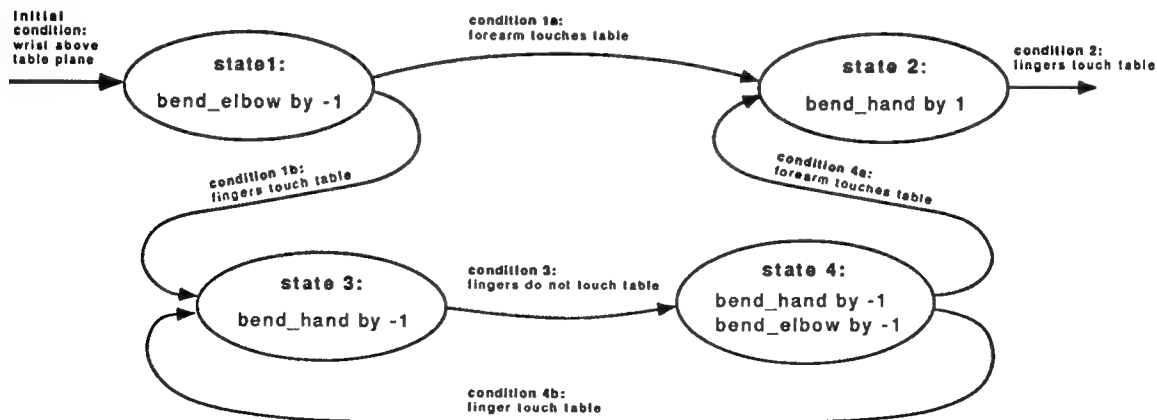 Initial
condition:
wrist above
table plane
state1:
bend_elbow by -1
condition 1a:
forearm touches table
state 2:
bend_hand by 1
condition 2:
fingers touch table
condition 1b:
fingers touch table
condition 4a:
forearm touches table
state 3:
bend_hand by -1
condition 3:
fingers do not touch table
state 4:
bend_hand by -1
bend_elbow by -1
condition 4b:
finger touch table